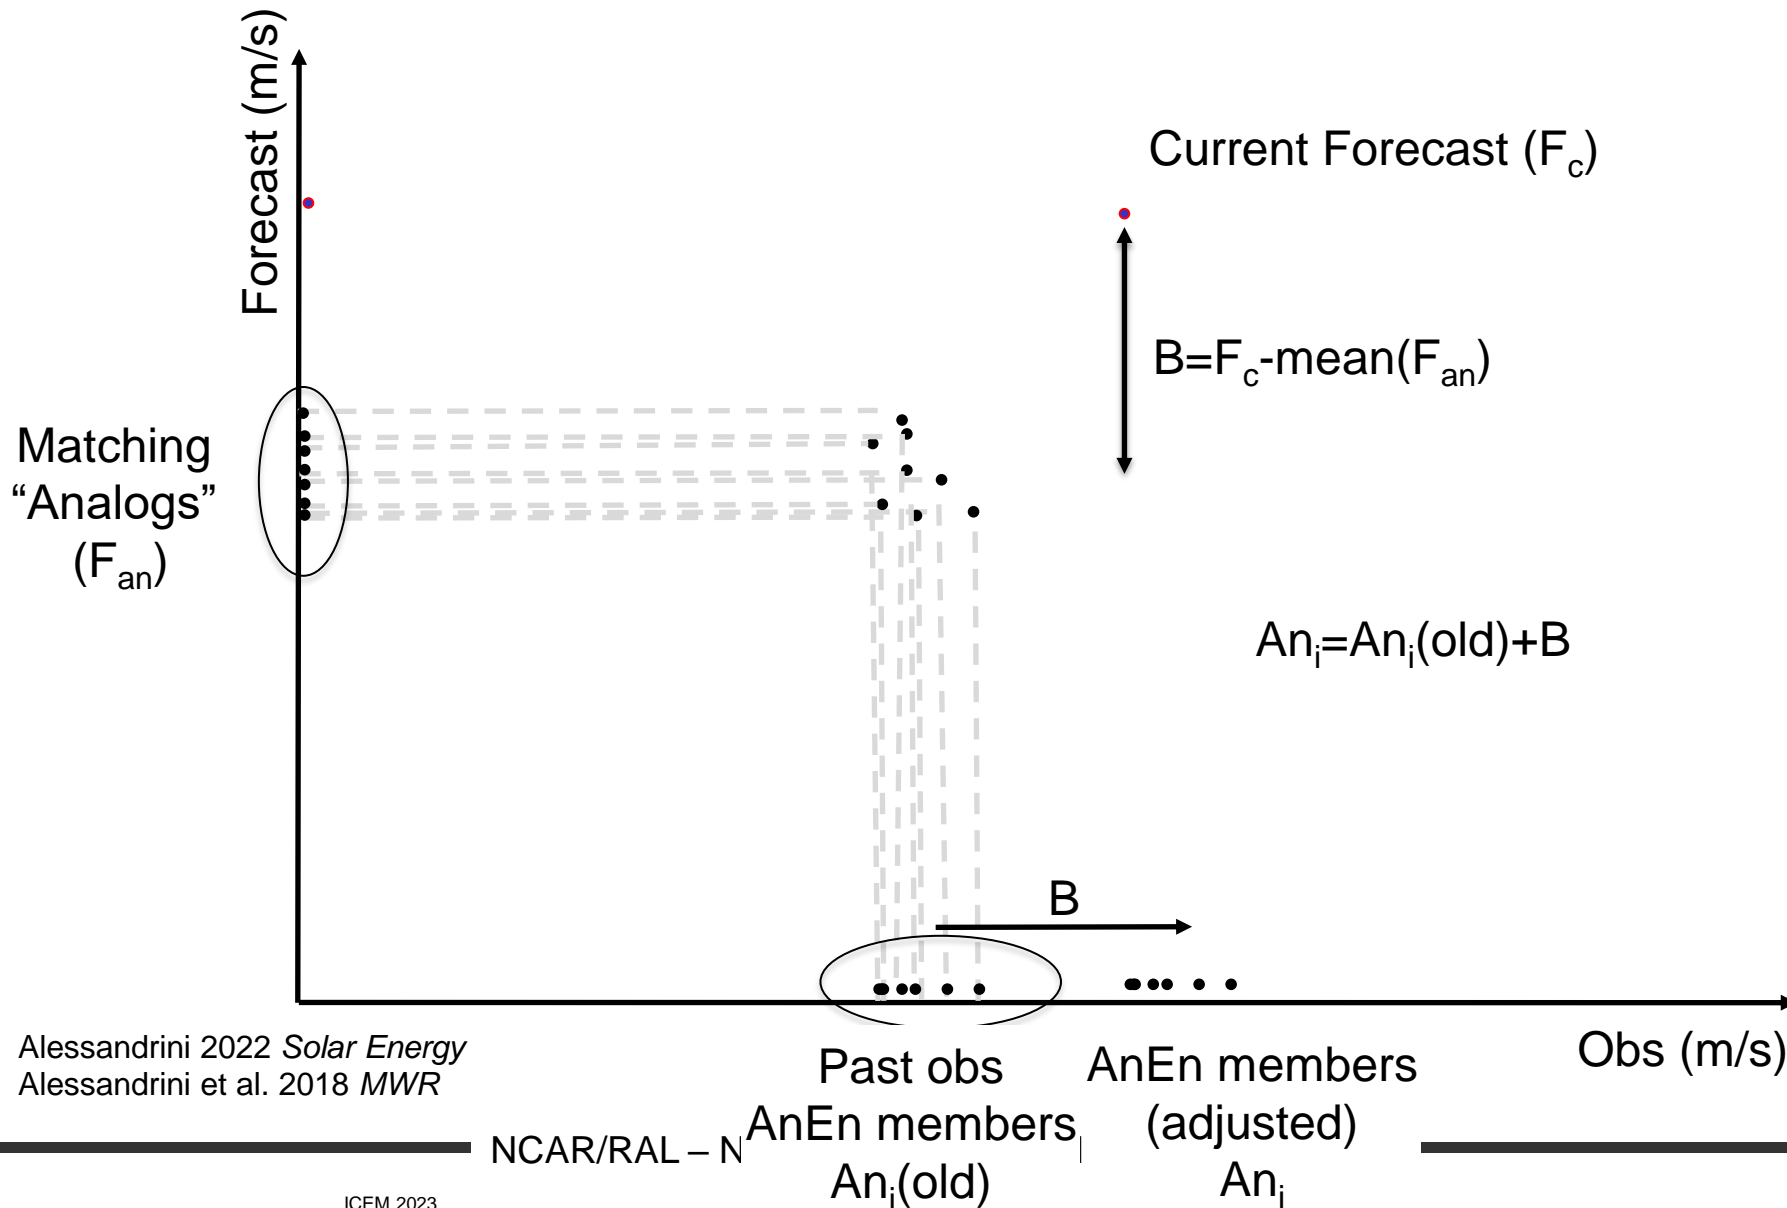 Forecast (m/s)
Current Forecast (F_c)
B=F_c-mean(F_an)
Matching
“Analogs”
(F_an)
An_i=An_i(old)+B
B
Obs (m/s)
Past obs
AnEn members
An_i(old)
AnEn members
(adjusted)
An_i
Alessandrini 2022 Solar Energy
Alessandrini et al. 2018 MWR
NCAR/RAL – N
ICEM 2023